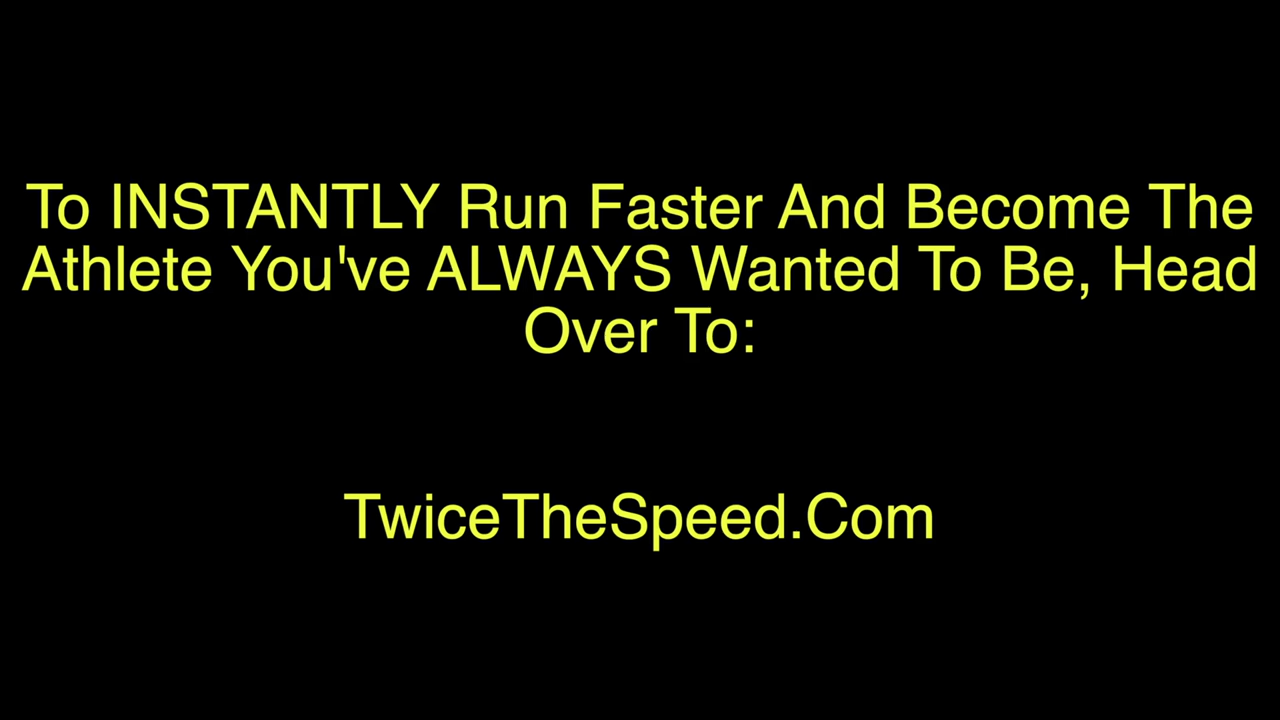 To INSTANTLY Run Faster And Become The
Athlete You've ALWAYS Wanted To Be, Head
Over To:
TwiceTheSpeed.Com